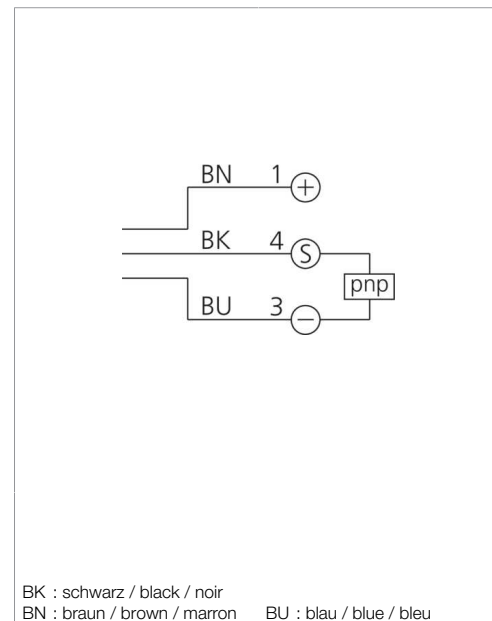 BN 1 +
BK 4 S
pnp
BU 3 −
BK : schwarz / black / noir
BN : braun / brown / marron BU : blau / blue / bleu